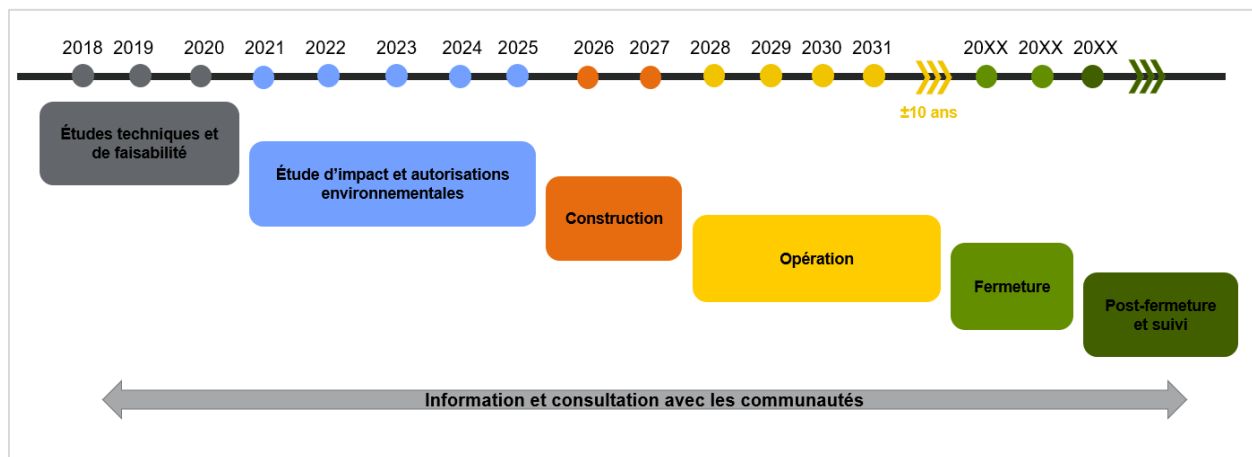 2018 2019 2020 2021 2022 2023 2024 2025 2026 2027 2028 2029 2030 2031 20XX 20XX 20XX
±10 ans
Études techniques et
de faisabilité
Étude d'impact et autorisations
environnementales
Construction
Opération
Fermeture
Post-fermeture
et suivi
Information et consultation avec les communautés